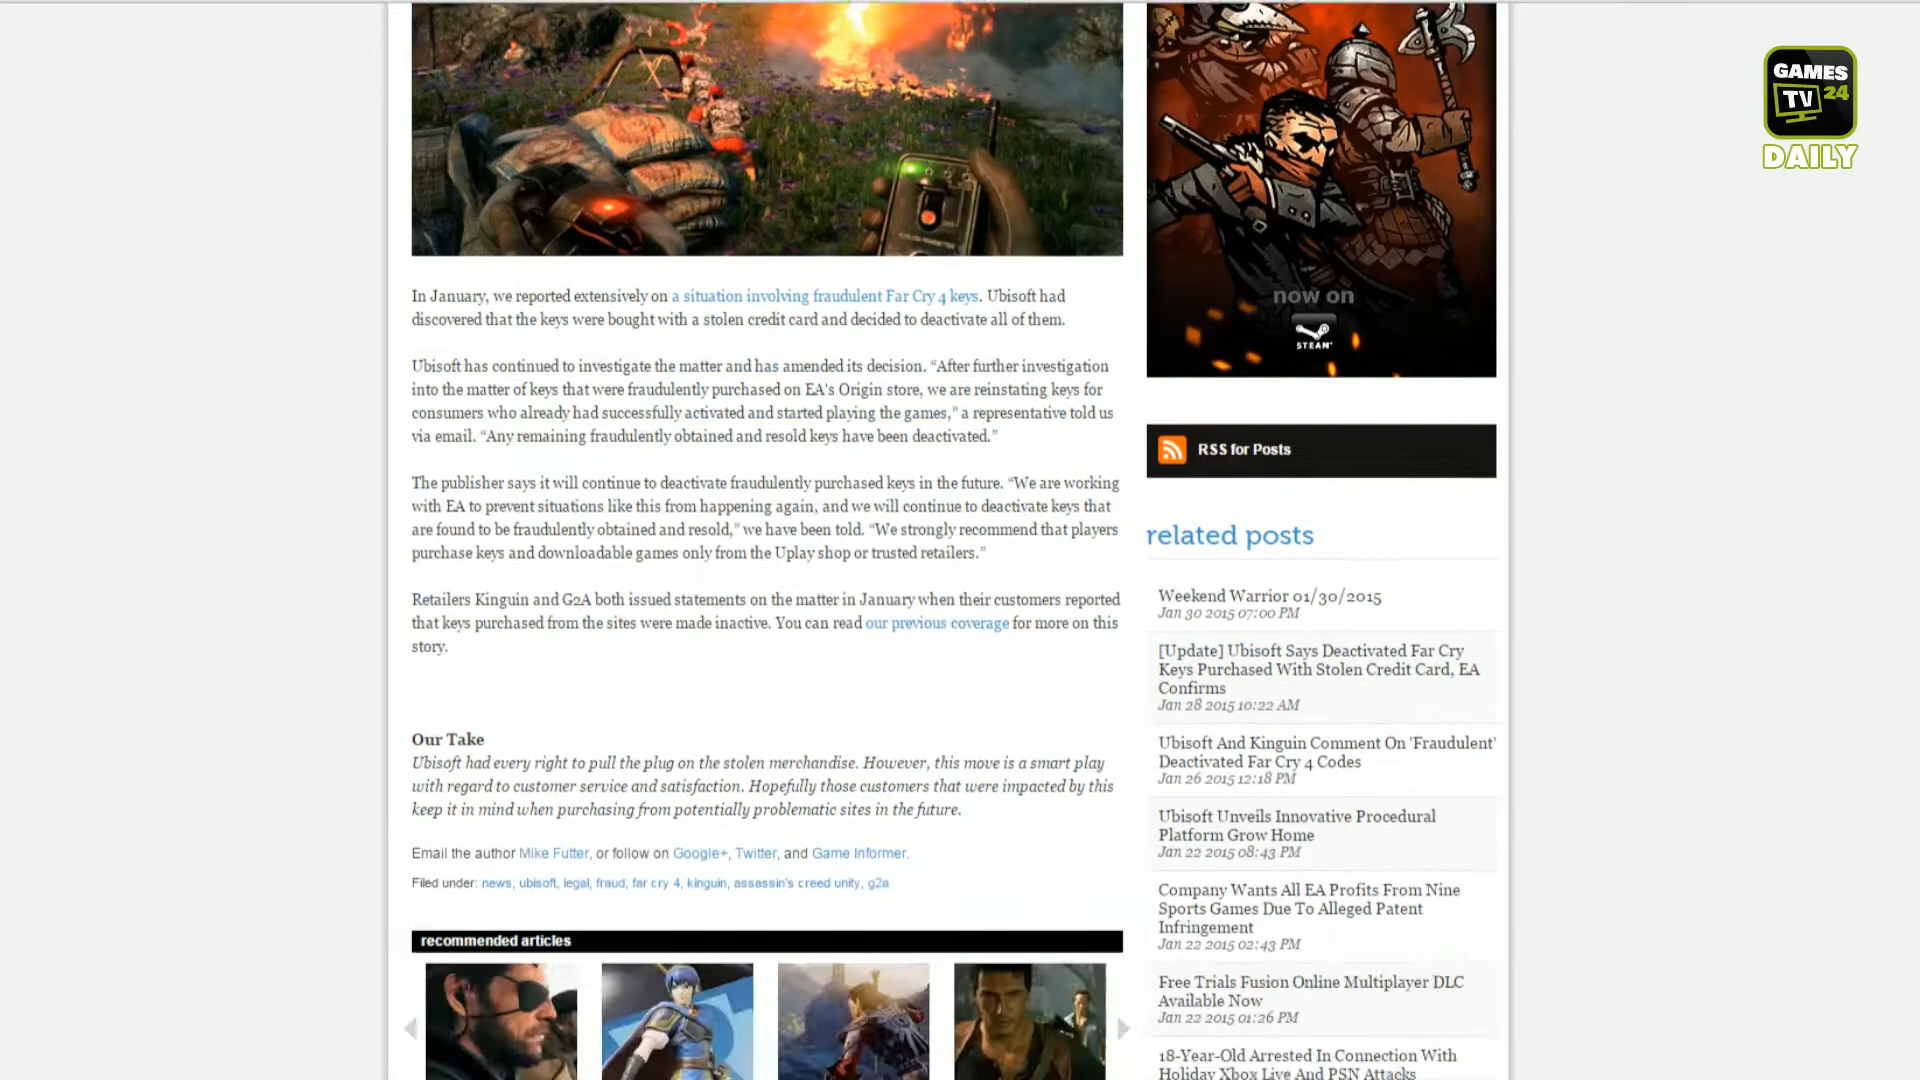 GAMES
TV 24
DAILY
now on
STEAM
In January, we reported extensively on a situation involving fraudulent Far Cry 4 keys. Ubisoft had
discovered that the keys were bought with a stolen credit card and decided to deactivate all of them.
Ubisoft has continued to investigate the matter and has amended its decision. “After further investigation
into the matter of keys that were fraudulently purchased on EA's Origin store, we are reinstating keys for
consumers who already had successfully activated and started playing the games,” a representative told us
via email. “Any remaining fraudulently obtained and resold keys have been deactivated.”
The publisher says it will continue to deactivate fraudulently purchased keys in the future. “We are working
with EA to prevent situations like this from happening again, and we will continue to deactivate keys that
are found to be fraudulently obtained and resold,” we have been told. “We strongly recommend that players
purchase keys and downloadable games only from the Uplay shop or trusted retailers.”
Retailers Kinguin and G2A both issued statements on the matter in January when their customers reported
that keys purchased from the sites were made inactive. You can read our previous coverage for more on this
story.
Our Take
Ubisoft had every right to pull the plug on the stolen merchandise. However, this move is a smart play
with regard to customer service and satisfaction. Hopefully those customers that were impacted by this
keep it in mind when purchasing from potentially problematic sites in the future.
Email the author Mike Futter, or follow on Google+, Twitter, and Game Informer.
Filed under: news, ubisoft, legal, fraud, far cry 4, kinguin, assassin's creed unity, g2a
recommended articles
RSS for Posts
related posts
Weekend Warrior 01/30/2015
Jan 30 2015 07:00 PM
[Update] Ubisoft Says Deactivated Far Cry
Keys Purchased With Stolen Credit Card, EA
Confirms
Jan 28 2015 10:22 AM
Ubisoft And Kinguin Comment On 'Fraudulent'
Deactivated Far Cry 4 Codes
Jan 26 2015 12:18 PM
Ubisoft Unveils Innovative Procedural
Platform Grow Home
Jan 22 2015 08:43 PM
Company Wants All EA Profits From Nine
Sports Games Due To Alleged Patent
Infringement
Jan 22 2015 02:43 PM
Free Trials Fusion Online Multiplayer DLC
Available Now
Jan 22 2015 01:26 PM
18-Year-Old Arrested In Connection With
Holiday Xbox Live And PSN Attacks